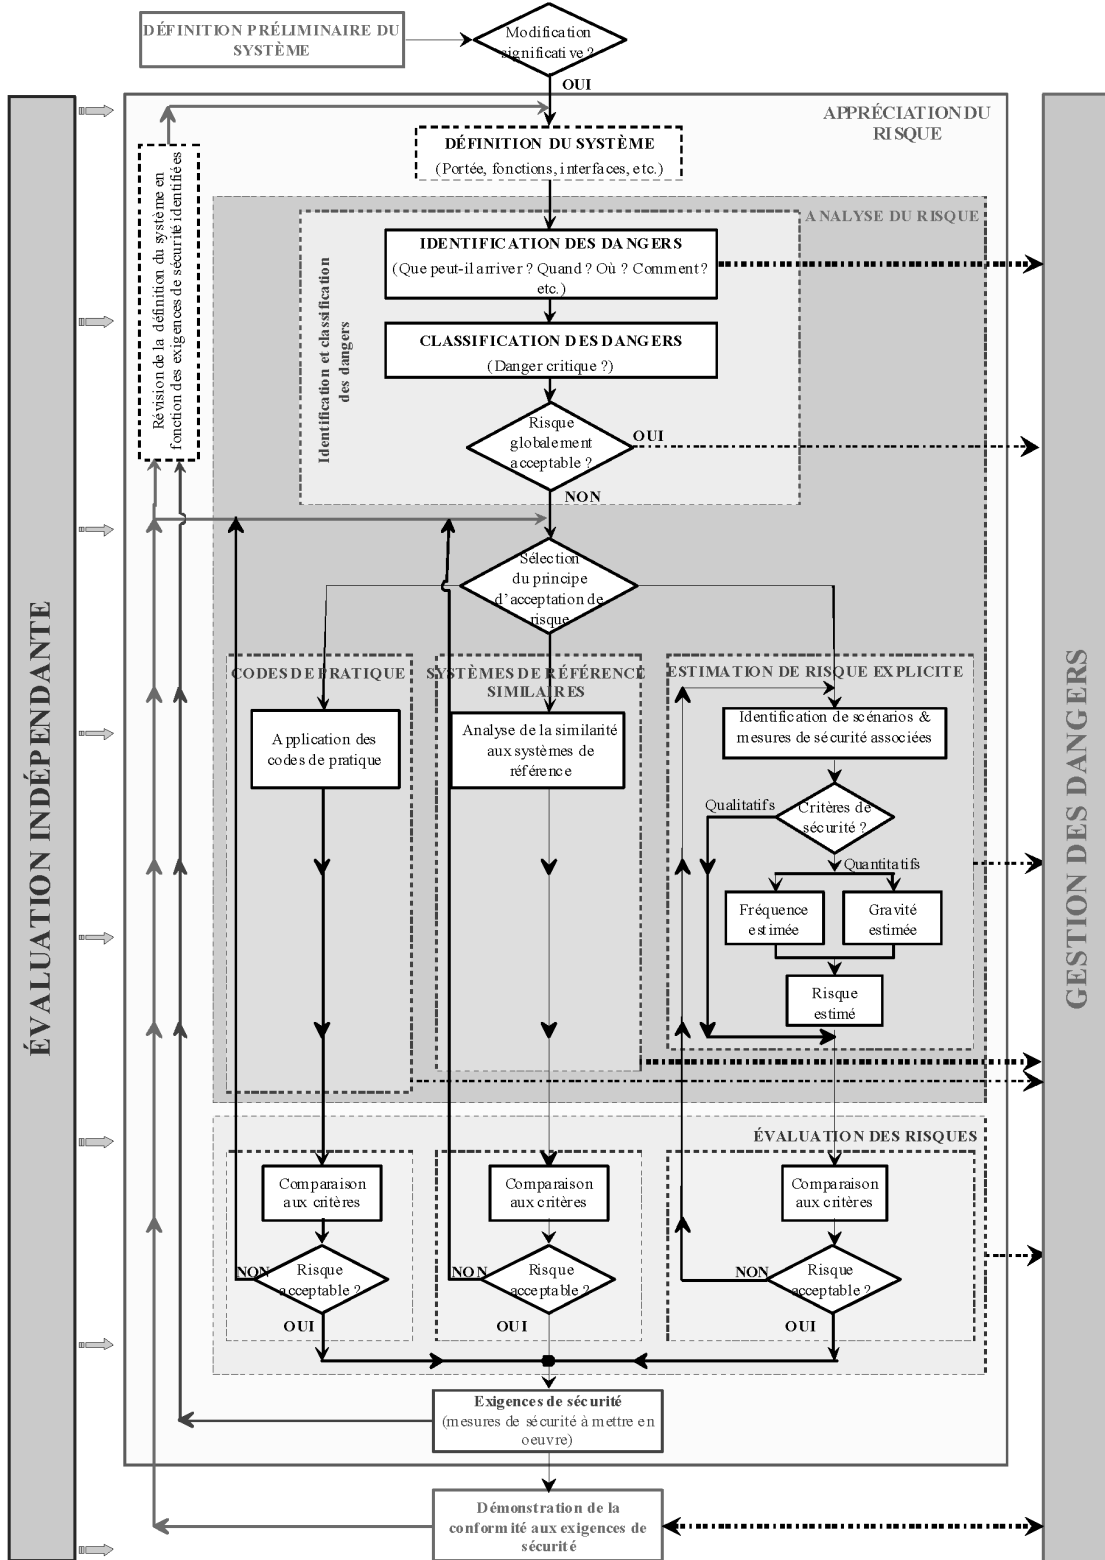 DÉFINITION PRÉLIMINAIRE DU
SYSTÈME
Modification
significative ?
OUI
APPRÉCIATION DU
RISQUE
DÉFINITION DU SYSTÈME
(Portée, fonctions, interfaces, etc.)
Révision de la définition du système en
fonction des exigences de sécurité identifiées
ANALYSE DU RISQUE
Identification et classification
des dangers
IDENTIFICATION DES DANGERS
(Que peut-il arriver ? Quand ? Où ? Comment ?
etc.)
CLASSIFICATION DES DANGERS
(Danger critique ?)
Risque
globalement
acceptable ?
OUI
NON
Sélection
du principe
d’acceptation de
risque
ÉVALUATION INDÉPENDANTE
GESTION DES DANGERS
CODES DE PRATIQUE
Application des
codes de pratique
SYSTÈMES DE RÉFÉRENCE
SIMILAIRES
Analyse de la similarité
aux systèmes de
référence
ESTIMATION DE RISQUE EXPLICITE
Identification de scénarios &
mesures de sécurité associées
Qualitatifs
Critères de
sécurité ?
Quantitatifs
Fréquence
estimée
Gravité
estimée
Risque
estimé
ÉVALUATION DES RISQUES
Comparaison
aux critères
Comparaison
aux critères
Comparaison
aux critères
NON
Risque
acceptable ?
OUI
NON
Risque
acceptable ?
OUI
NON
Risque
acceptable ?
OUI
Exigences de sécurité
(mesures de sécurité à mettre en
oeuvre)
Démonstration de la
conformité aux exigences de
sécurité